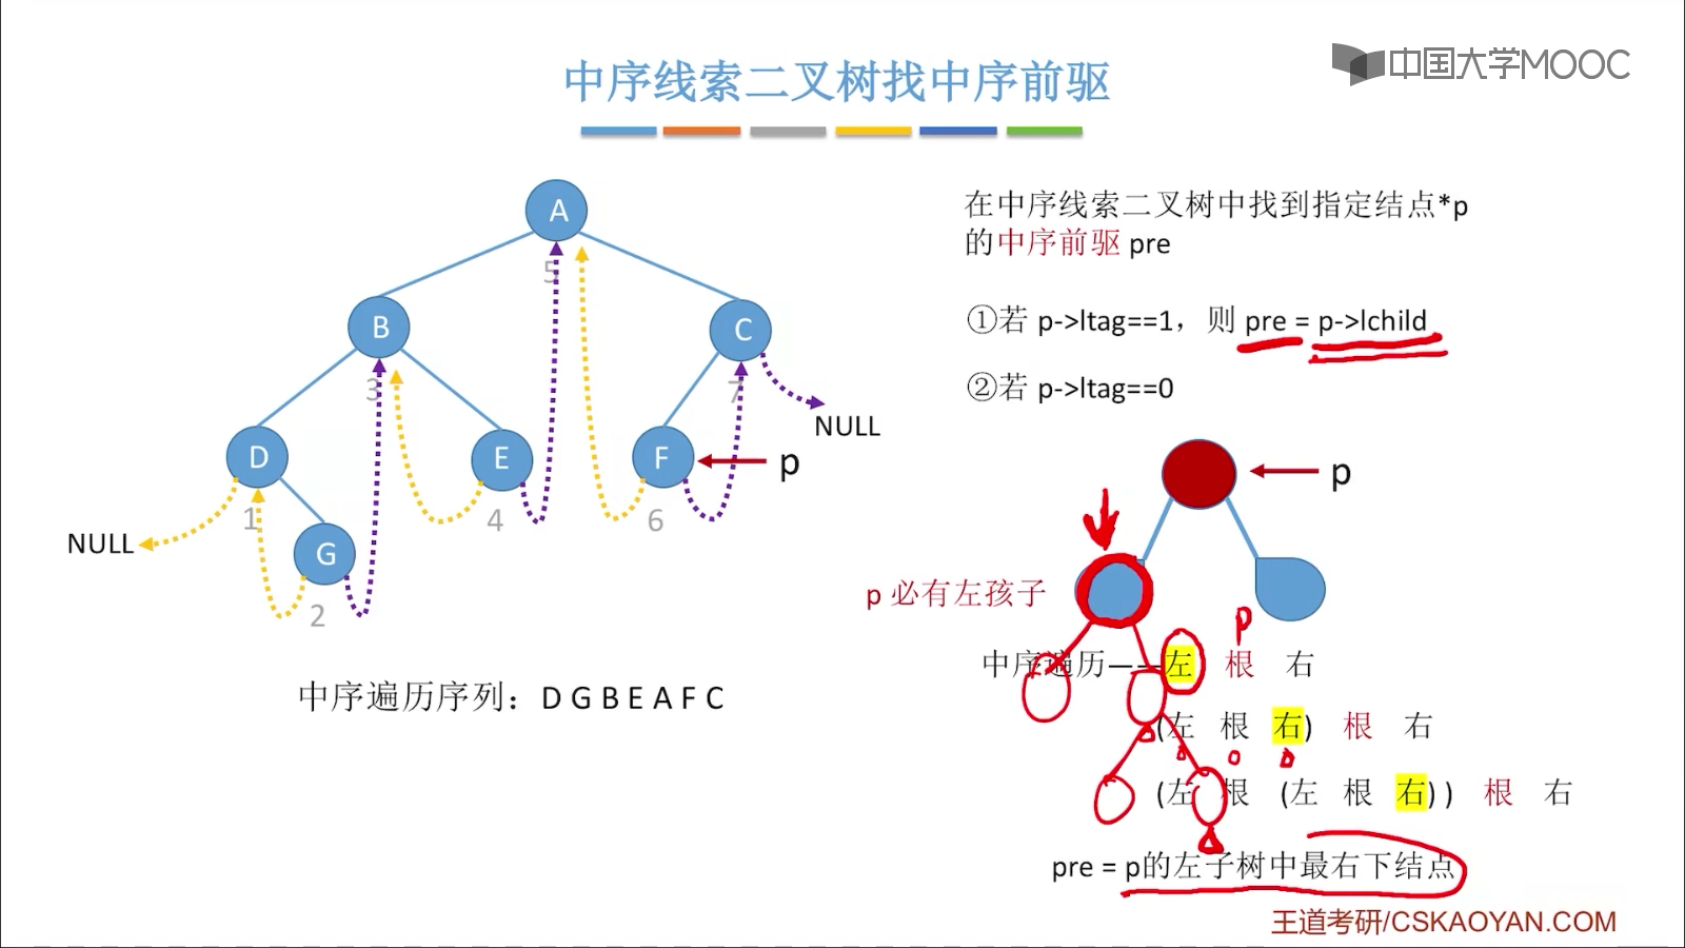 中国大学MOOC
中序线索二叉树找中序前驱
A
5
B
C
3
7
NULL
D
E
F
p
1
4
6
NULL
G
2
中序遍历序列：D G B E A F C
在中序线索二叉树中找到指定结点*p
的中序前驱 pre
①若 p->ltag==1，则 pre = p->lchild
②若 p->ltag==0
p
p 必有左孩子
p
中序遍历——左 根 右
(左 根 右) 根 右
(左 根 (左 根 右)) 根 右
pre = p的左子树中最右下结点
王道考研/CSKAOYAN.COM